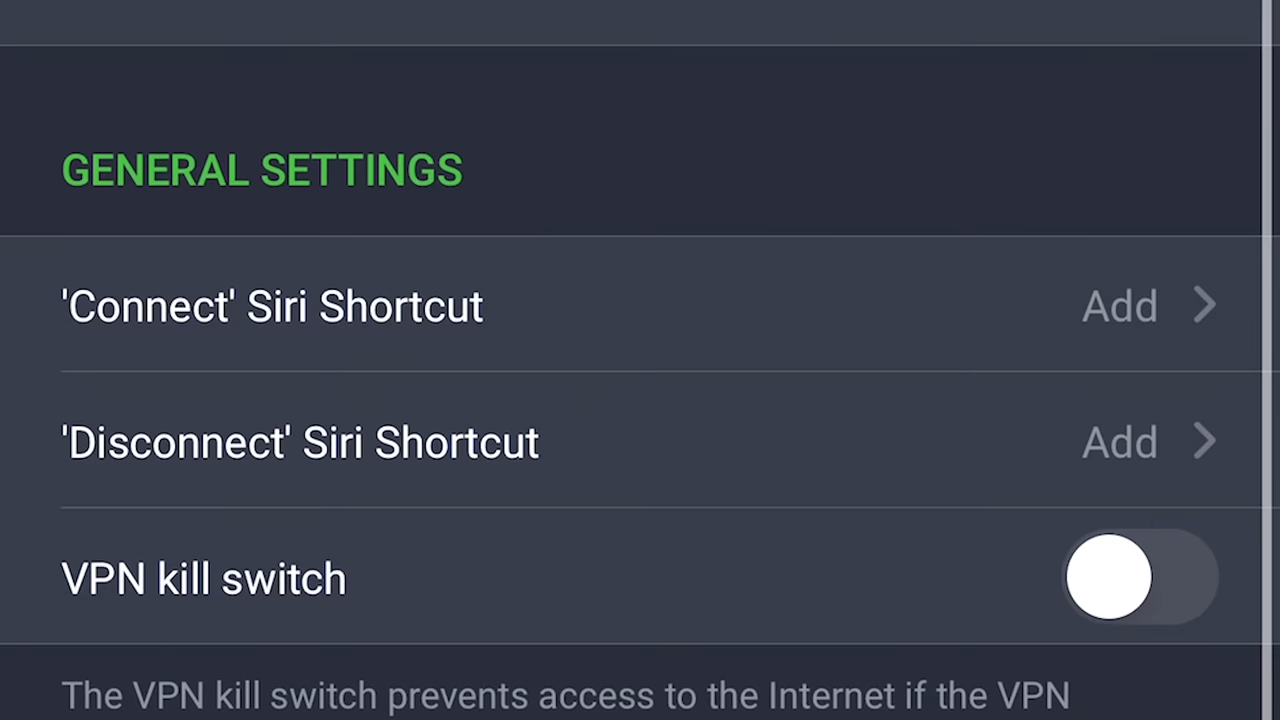 GENERAL SETTINGS
'Connect' Siri Shortcut
Add
'Disconnect' Siri Shortcut
Add
VPN kill switch
The VPN kill switch prevents access to the Internet if the VPN